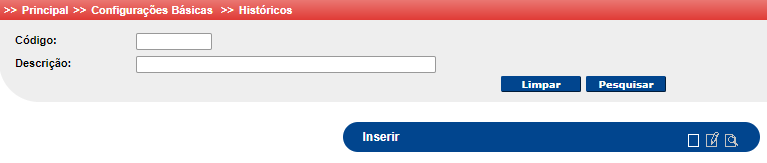 >> Principal >> Configurações Básicas >> Históricos
Código:
Descrição:
Limpar Pesquisar
Inserir